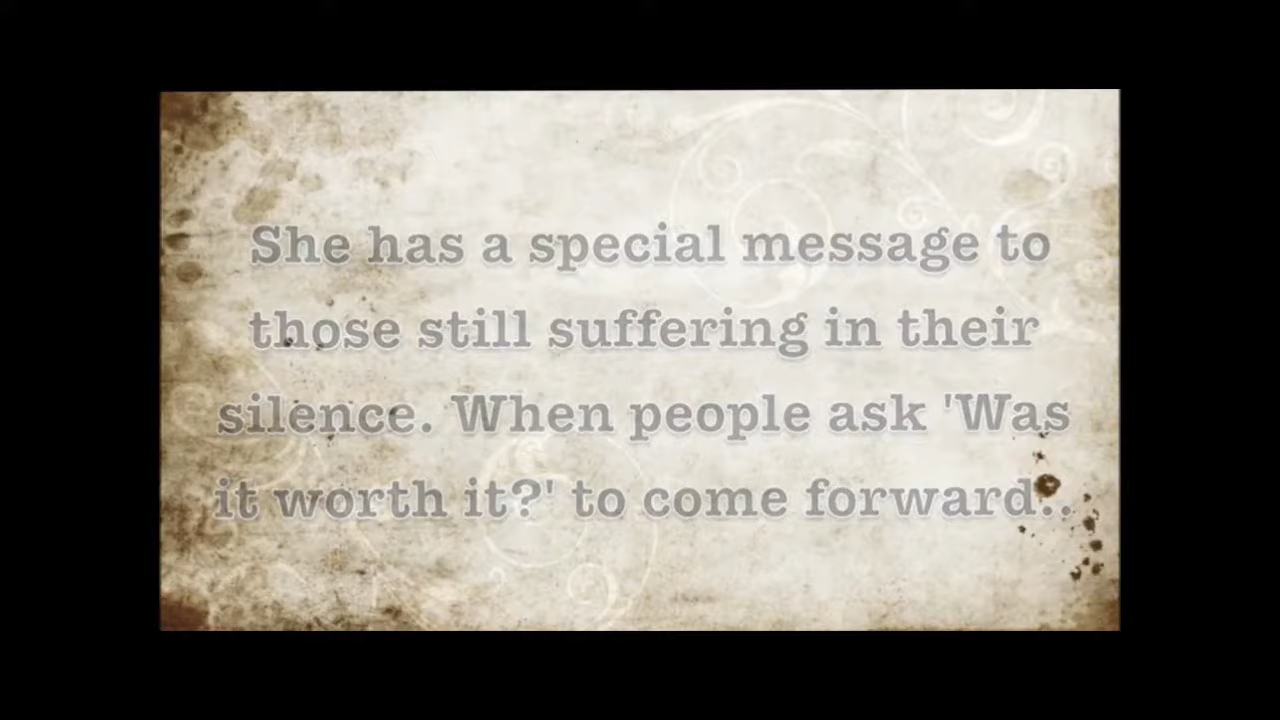 She has a special message to
those still suffering in their
silence. When people ask 'Was
it worth it?' to come forward..